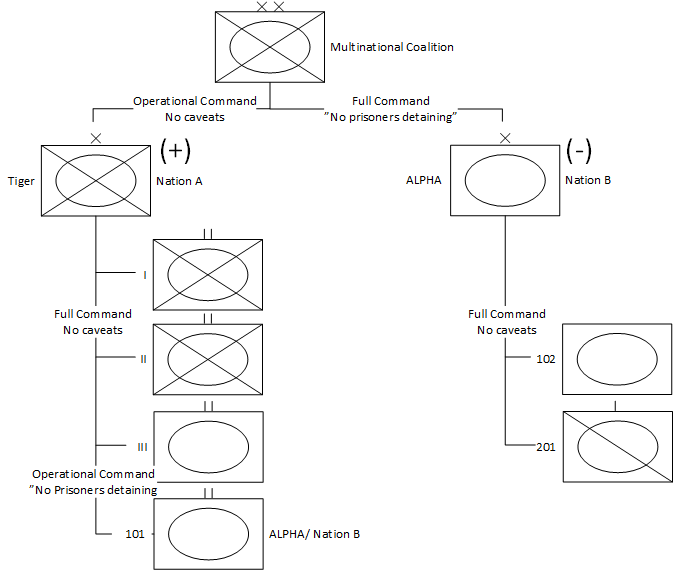 Multinational Coalition
Operational Command
No caveats
Full Command
”No prisoners detaining”
(+)
(-)
Tiger
Nation A
ALPHA
Nation B
I
Full Command
No caveats
Full Command
No caveats
II
102
III
201
Operational Command
”No Prisoners detaining
101
ALPHA/ Nation B